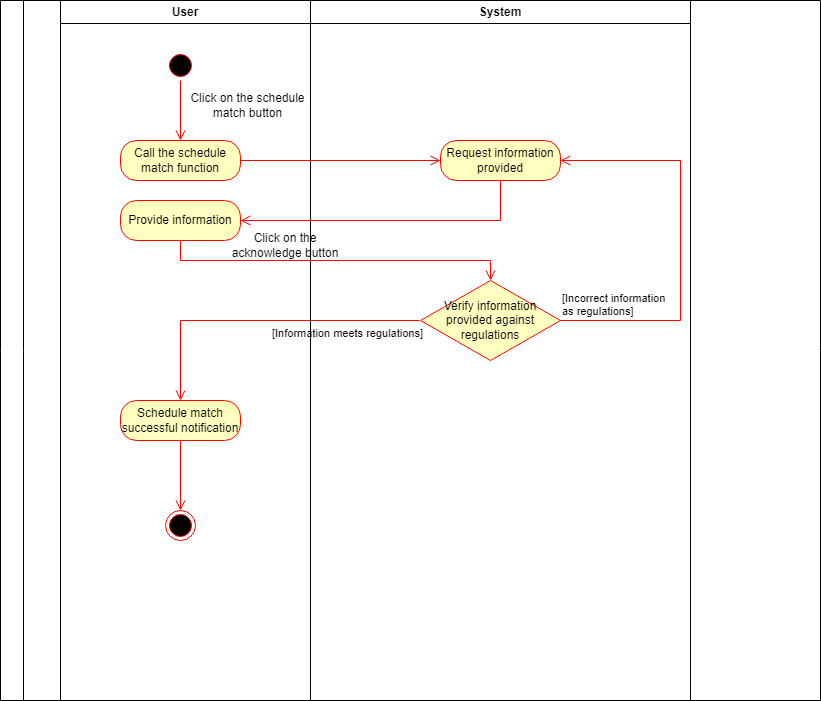 User
System
Click on the schedule
match button
Call the schedule
match function
Request information
provided
Provide information
Click on the
acknowledge button
Verify information
provided against
regulations
[Incorrect information
as regulations]
[Information meets regulations]
Schedule match
successful notification